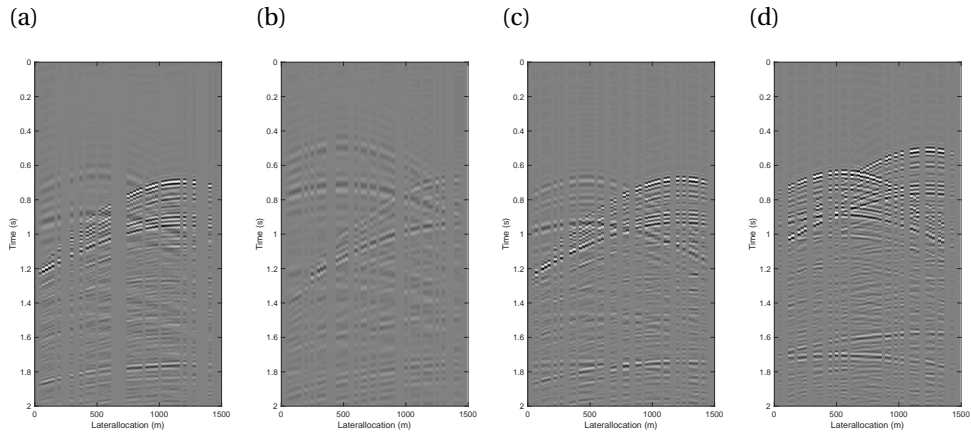 (a) (b) (c) (d)
0 0 0 0
0.2 0.2 0.2 0.2
0.4 0.4 0.4 0.4
0.6 0.6 0.6 0.6
0.8 0.8 0.8 0.8
1 1 1 1
1.2 1.2 1.2 1.2
1.4 1.4 1.4 1.4
1.6 1.6 1.6 1.6
1.8 1.8 1.8 1.8
2 2 2 2
Time (s) Time (s) Time (s) Time (s)
0 500 1000 1500 0 500 1000 1500 0 500 1000 1500 0 500 1000 1500
Laterallocation (m) Laterallocation (m) Laterallocation (m) Laterallocation (m)